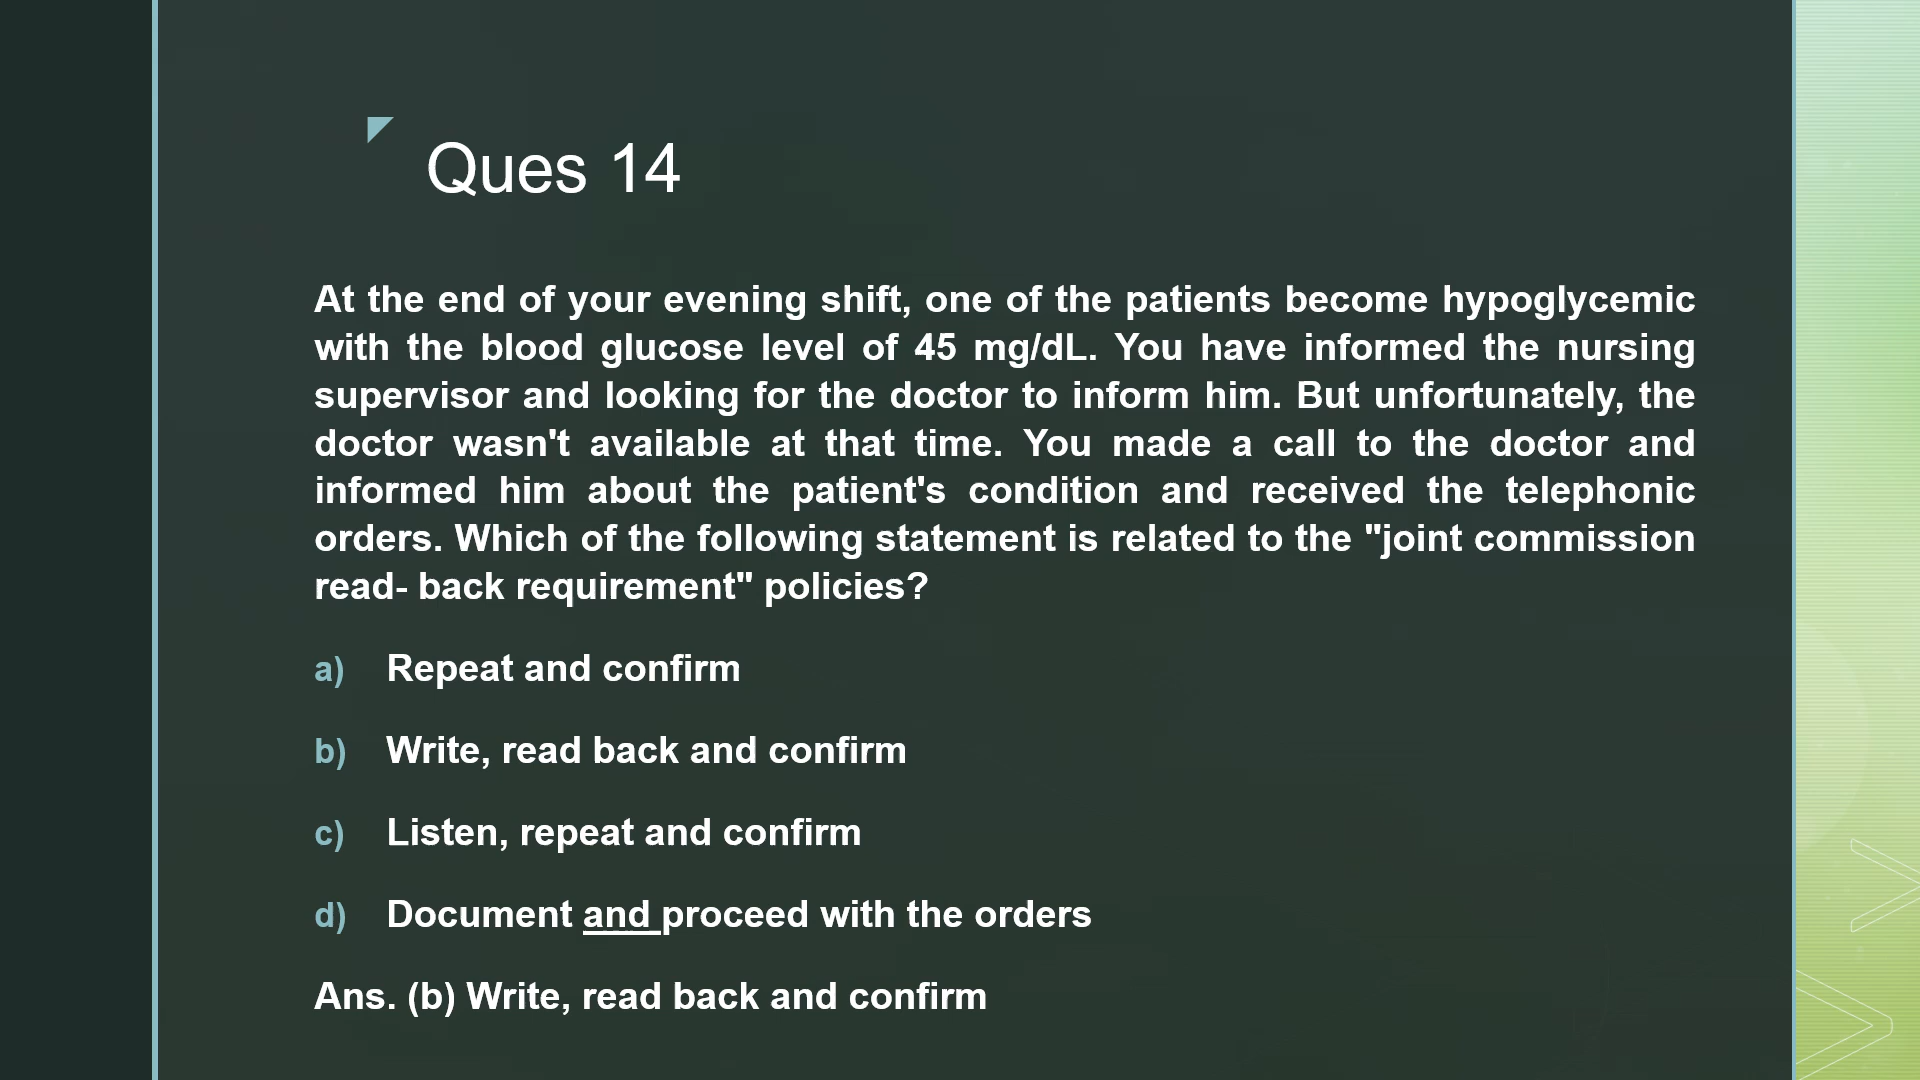 Ques 14
At the end of your evening shift, one of the patients become hypoglycemic
with the blood glucose level of 45 mg/dL. You have informed the nursing
supervisor and looking for the doctor to inform him. But unfortunately, the
doctor wasn't available at that time. You made a call to the doctor and
informed him about the patient's condition and received the telephonic
orders. Which of the following statement is related to the "joint commission
read- back requirement" policies?
a) Repeat and confirm
b) Write, read back and confirm
c) Listen, repeat and confirm
d) Document and proceed with the orders
Ans. (b) Write, read back and confirm